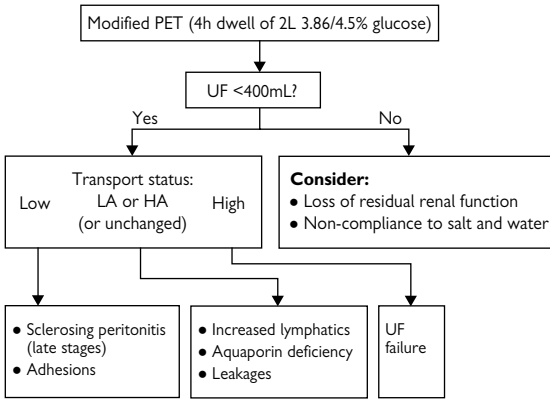 Modified PET (4h dwell of 2L 3.86/4.5% glucose)
UF <400mL?
Yes
No
Transport status:
Low
LA or HA
High
(or unchanged)
Consider:
● Loss of residual renal function
● Non-compliance to salt and water
● Sclerosing peritonitis
(late stages)
● Adhesions
● Increased lymphatics
● Aquaporin deficiency
● Leakages
UF
failure